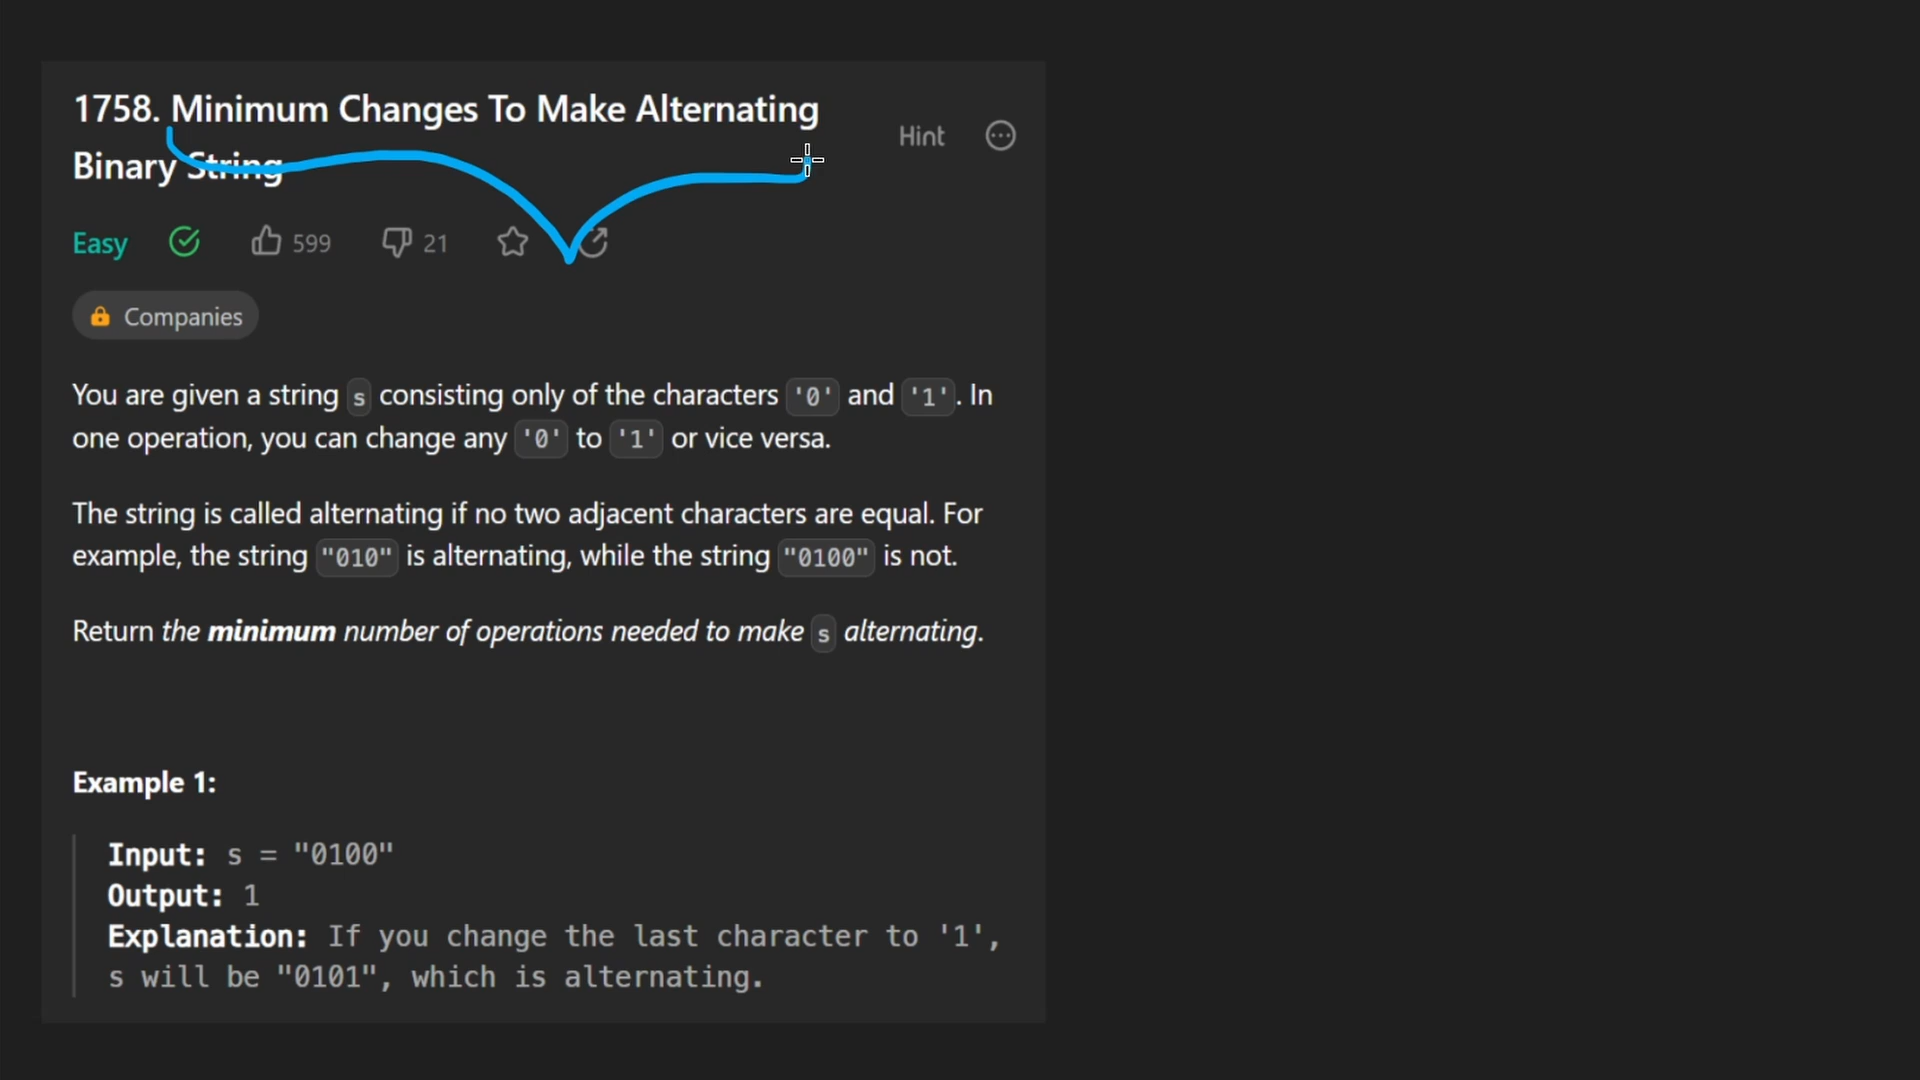 1758. Minimum Changes To Make Alternating
Binary String
Hint
Easy
599
21
Companies
You are given a string s consisting only of the characters '0' and '1'. In
one operation, you can change any '0' to '1' or vice versa.
The string is called alternating if no two adjacent characters are equal. For
example, the string "010" is alternating, while the string "0100" is not.
Return the minimum number of operations needed to make s alternating.
Example 1:
Input: s = "0100"
Output: 1
Explanation: If you change the last character to '1',
s will be "0101", which is alternating.